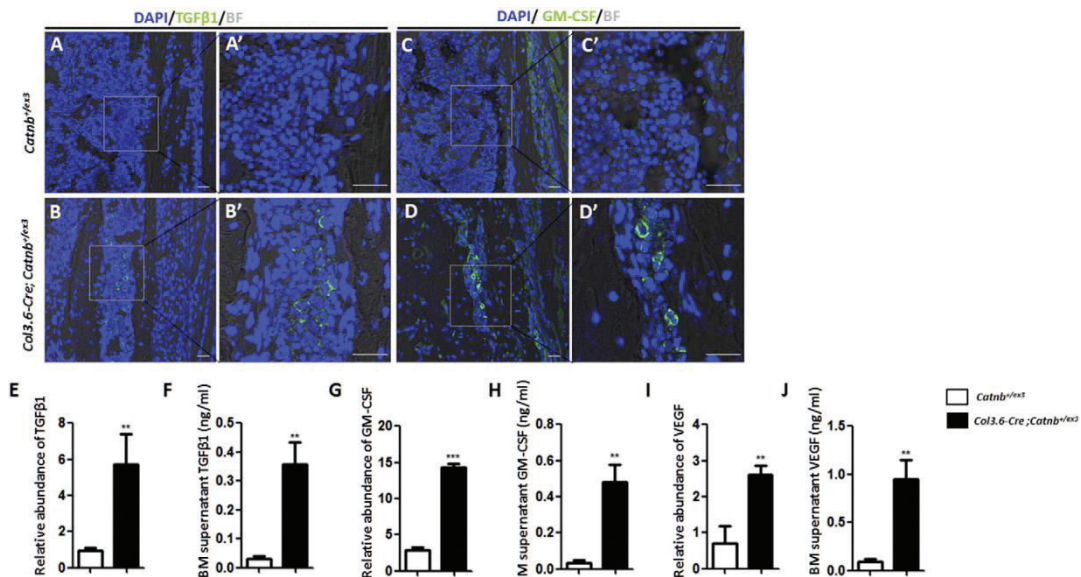 DAPI/TGFβ1/BF
DAPI/ GM-CSF/BF
A
A'
C
C'
Catnb+/ex3
B
B'
D
D'
Col3.6-Cre; Catnb+/ex3
E
Relative abundance of TGFβ1
8
6
4
2
0
**
F
BM supernatant TGFβ1 (ng/ml)
0.5
0.4
0.3
0.2
0.1
0.0
**
G
Relative abundance of GM-CSF
20
15
10
5
0
***
H
M supernatant GM-CSF (ng/ml)
0.8
0.6
0.4
0.2
0.0
**
I
Relative abundance of VEGF
4
3
2
1
0
**
J
BM supernatant VEGF (ng/ml)
1.5
1.0
0.5
0.0
**
Catnb+/ex3
Col3.6-Cre ;Catnb+/ex3